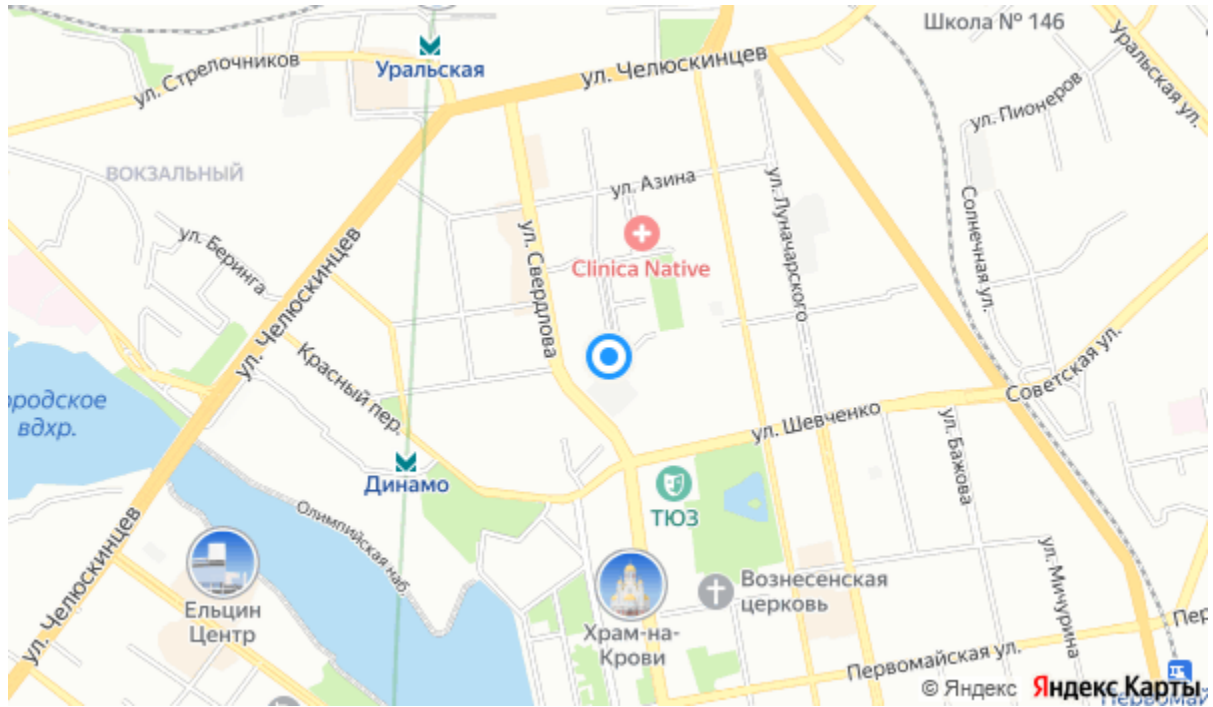 Школа № 146
Уральская
Уральская ул.
ул. Челюскинцев
ул. Стрелочников
ул. Пионеров
ВОКЗАЛЬНЫЙ
ул. Азина
ул. Луначарского
Солнечная ул.
ул. Беринга
ул. Свердлова
Clinica Native
ул. Челюскинцев
Красный пер.
Советская ул.
ородское
вдхр.
ул. Шевченко
ул. Бажова
Динамо
ТЮЗ
Олимпийская наб.
ул. Челюскинцев
Вознесенская
церковь
ул. Мичурина
Ельцин
Центр
Храм-на-
Крови
Пер
Первомайская ул.
© Яндекс Яндекс Карты
Первомай